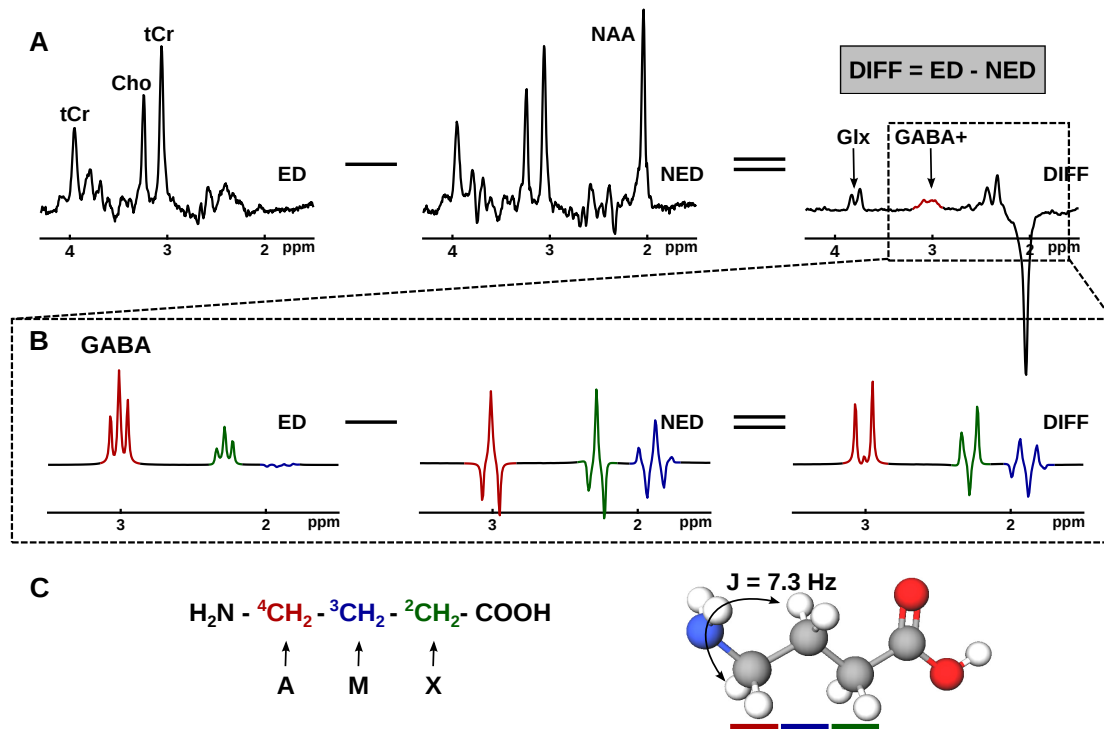 A
tCr
Cho
tCr
ED
4
3
2
ppm
NAA
NED
4
3
2
ppm
DIFF = ED - NED
Glx
GABA+
DIFF
4
3
2
ppm
B
GABA
ED
3
2
ppm
NED
3
2
ppm
DIFF
3
2
ppm
C
H₂N - ⁴CH₂ - ³CH₂ - ²CH₂- COOH
A
M
X
J = 7.3 Hz